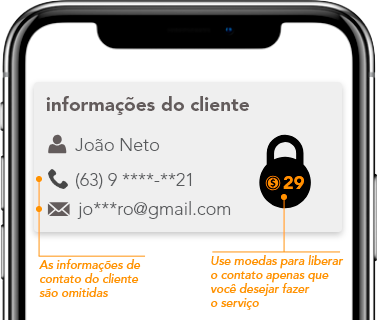 informações do cliente
João Neto
(63) 9 ****-**21
jo***ro@gmail.com
29
As informações de
contato do cliente
são omitidas
Use moedas para liberar
o contato apenas que
você desejar fazer
o serviço